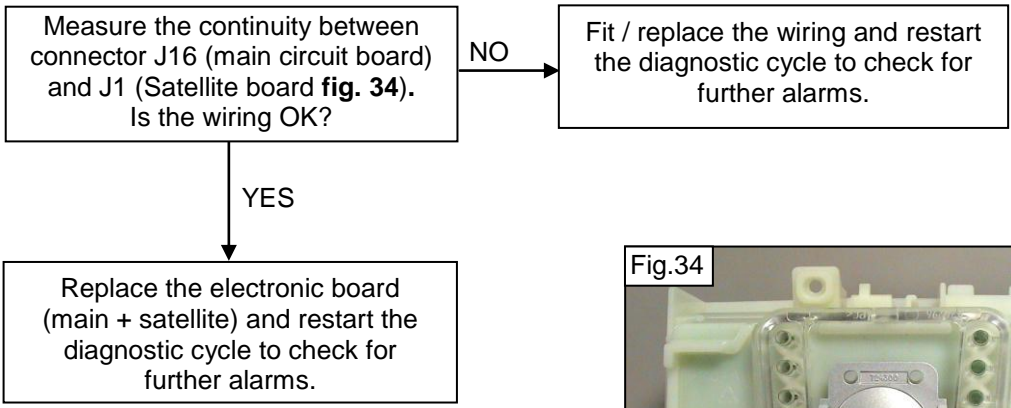 Measure the continuity between
connector J16 (main circuit board)
and J1 (Satellite board fig. 34).
Is the wiring OK?
NO
Fit / replace the wiring and restart
the diagnostic cycle to check for
further alarms.
YES
Replace the electronic board
(main + satellite) and restart the
diagnostic cycle to check for
further alarms.
Fig.34